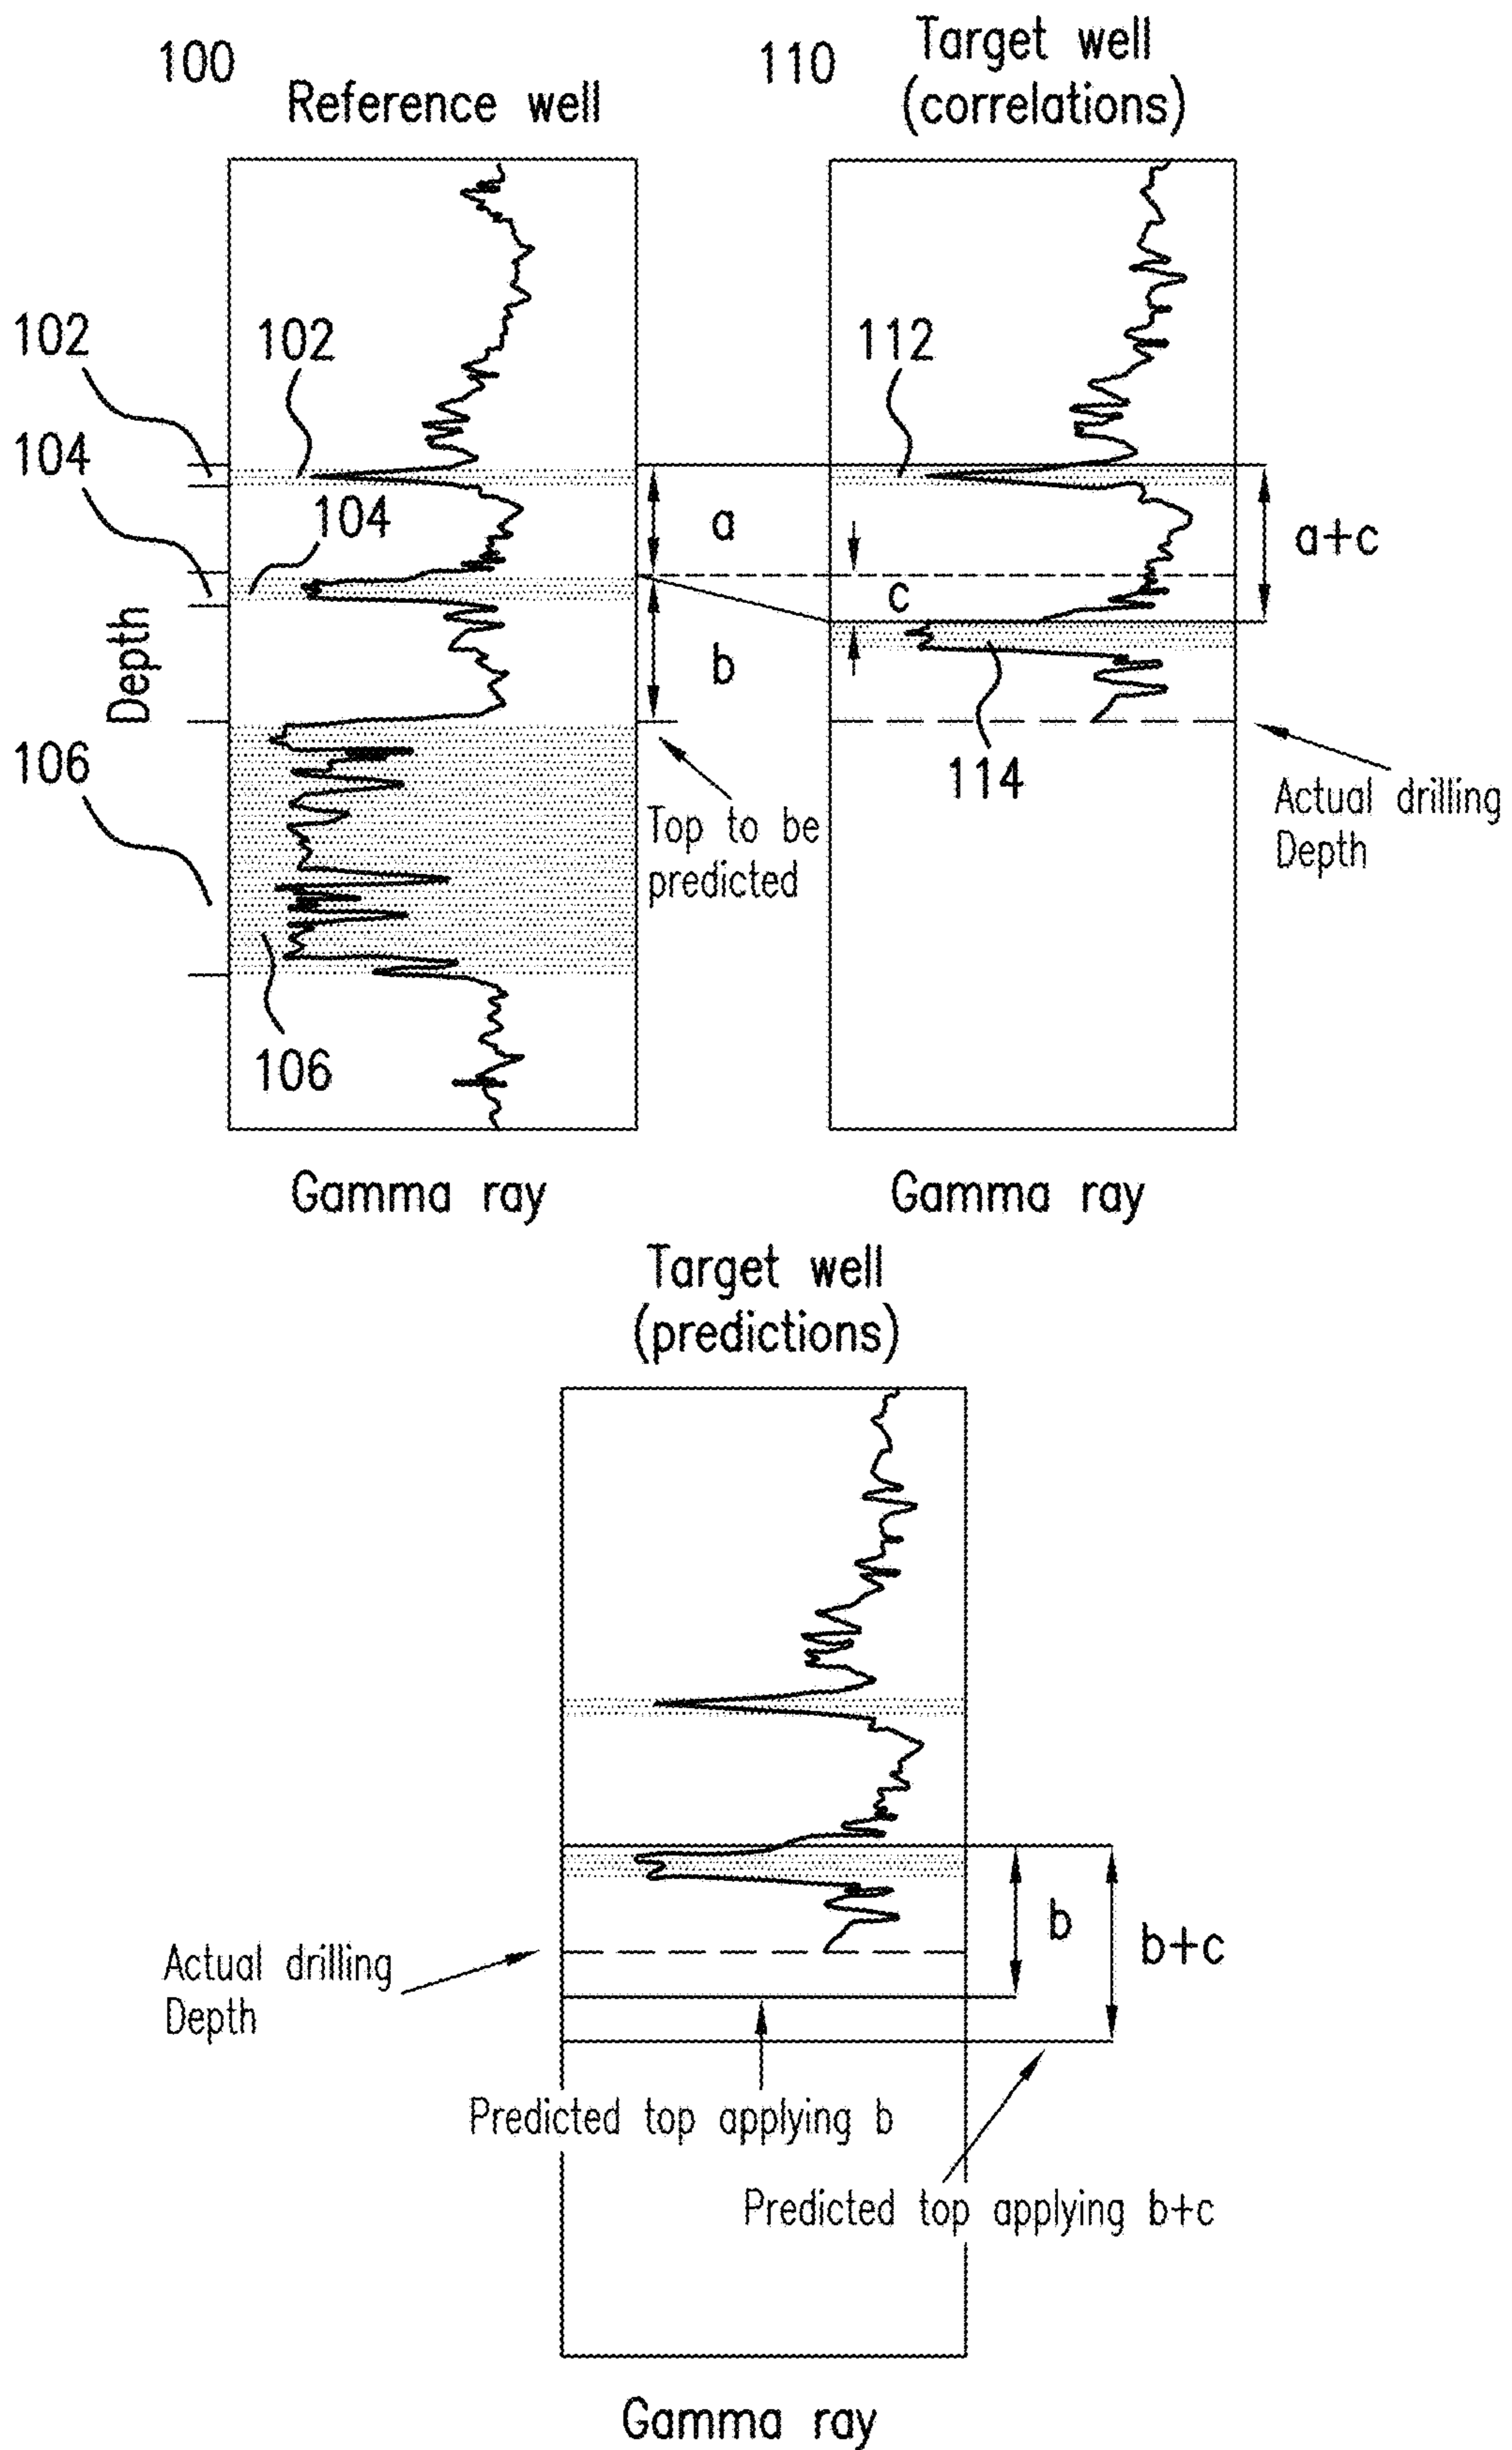 100
Reference well
110
Target well
(correlations)
102
102
112
104
104
a
a+c
c
b
Depth
106
114
Top to be
predicted
Actual drilling
Depth
106
Gamma ray
Gamma ray
Target well
(predictions)
b
b+c
Actual drilling
Depth
Predicted top applying b
Predicted top applying b+c
Gamma ray